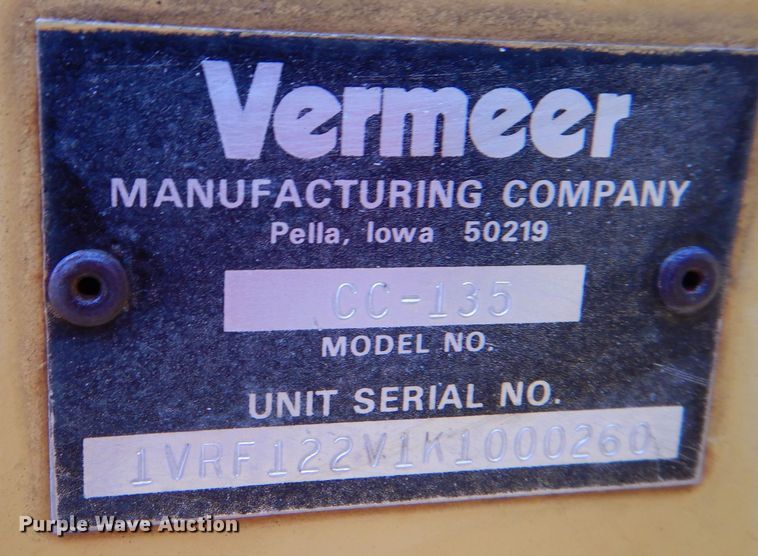 Vermeer
MANUFACTURING COMPANY
Pella, Iowa 50219
CC-135
MODEL NO.
UNIT SERIAL NO.
1VRF122V1K1000260
Purple Wave Auction